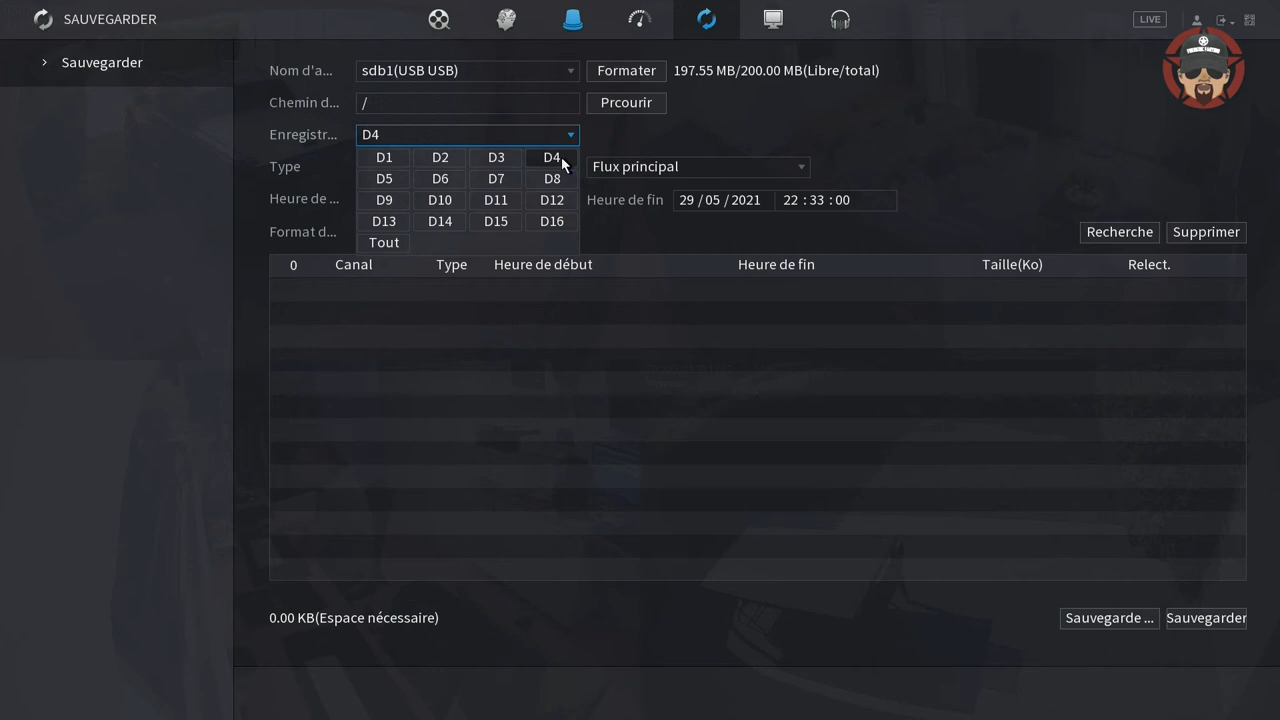 SAUVEGARDER
LIVE
Sauvegarder
Nom d'a... sdb1(USB USB) Formater 197.55 MB/200.00 MB(Libre/total)
Chemin d... / Prcourir
Enregistr... D4
D1 D2 D3 D4
Type Flux principal
D5 D6 D7 D8
Heure de ... D9 D10 D11 D12 Heure de fin 29 / 05 / 2021 22 : 33 : 00
D13 D14 D15 D16
Format d... Recherche Supprimer
Tout
0 Canal Type Heure de début Heure de fin Taille(Ko) Relect.
0.00 KB(Espace nécessaire) Sauvegarde ... Sauvegarder